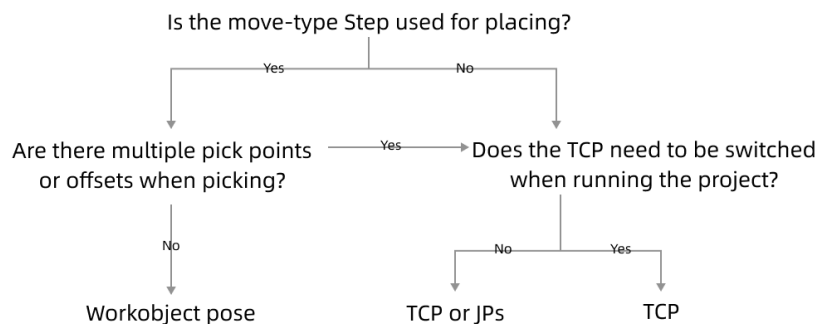 Is the move-type Step used for placing?
Yes
No
Are there multiple pick points
or offsets when picking?
Yes
Does the TCP need to be switched
when running the project?
No
No
Yes
Workobject pose
TCP or JPs
TCP